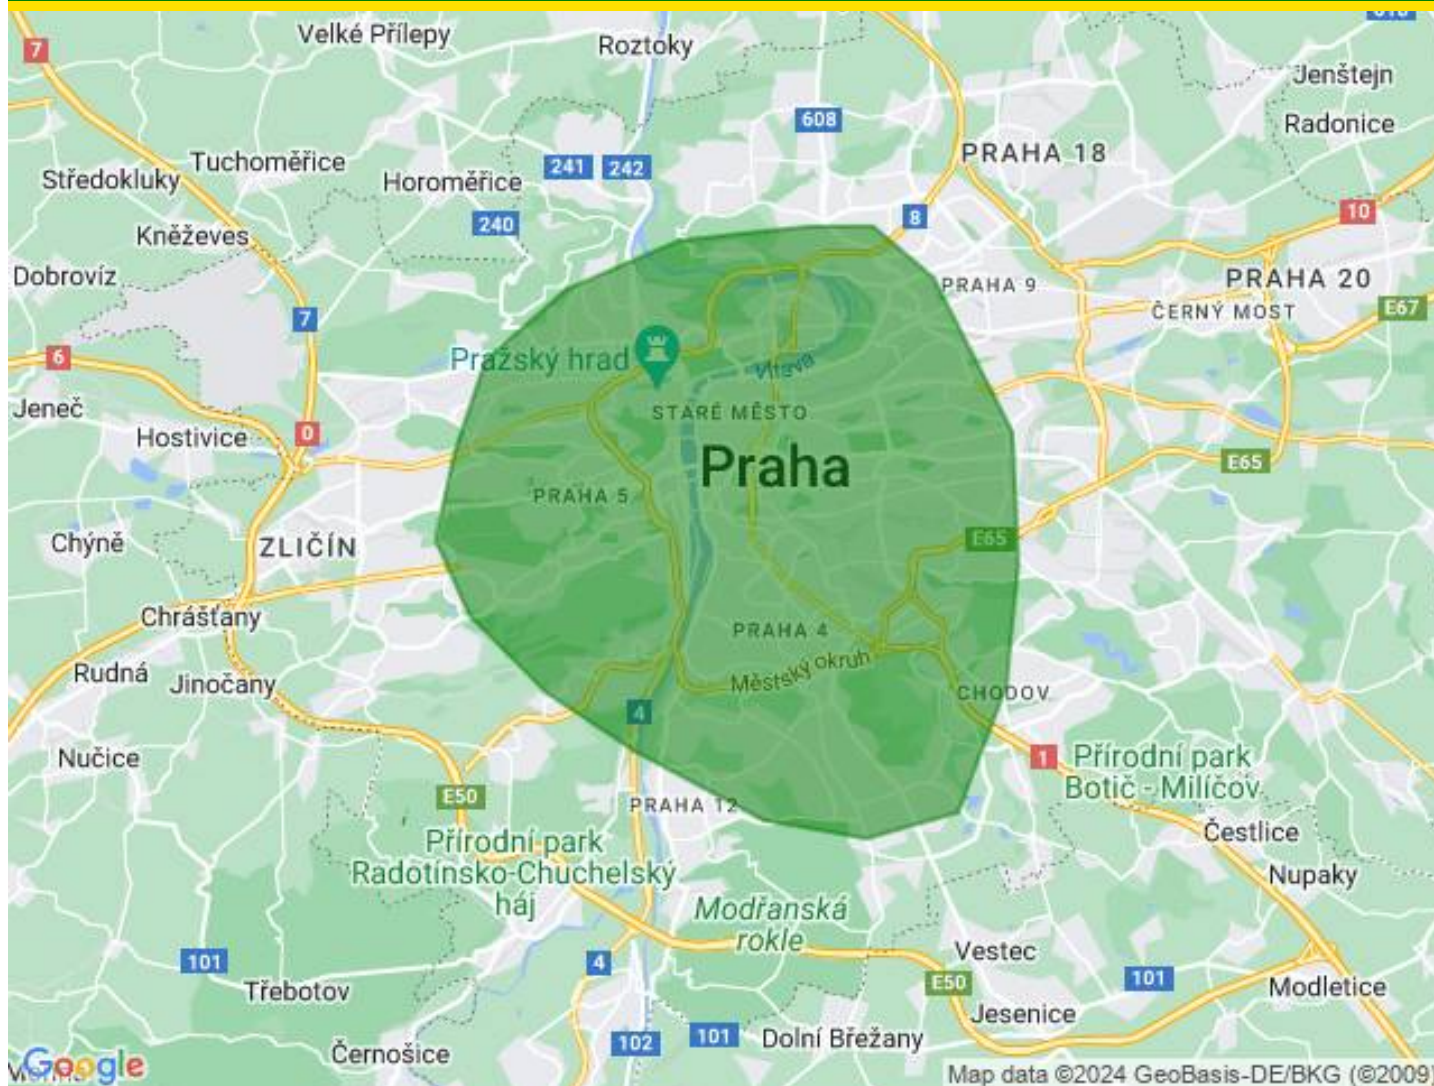 618
7
Velké Přílepy
Roztoky
Jenštejn
608
Radonice
Tuchoměřice
241
242
PRAHA 18
Středokluky
Horoměřice
240
8
10
Kněževes
Dobrovíz
PRAHA 9
PRAHA 20
ČERNÝ MOST
E67
7
Pražský hrad
Vltava
6
Jeneč
STARÉ MĚSTO
Hostivice
0
Praha
E65
PRAHA 5
Chýně
ZLIČÍN
E65
Chrášťany
PRAHA 4
Městský okruh
Rudná
Jinočany
CHODOV
4
Nučice
1
Přírodní park
Botič - Milíčov
E50
PRAHA 12
Čestlice
Přírodní park
Radotínsko-Chuchelský
háj
Nupaky
Modřanská
rokle
101
4
Vestec
E50
101
Třebotov
Modletice
Jesenice
102
101
Dolní Břežany
Černošice
Google
Map data ©2024 GeoBasis-DE/BKG (©2009)